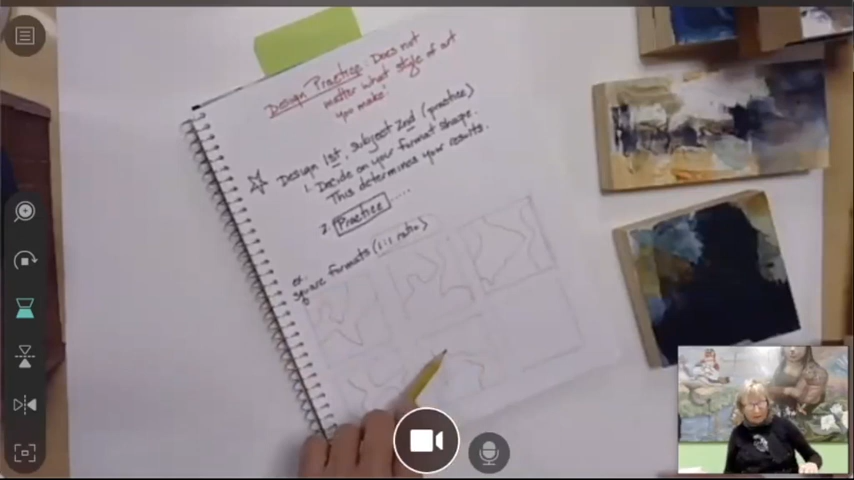 Design Practice: Does not
matter what style of art
you make!
Design 1st, subject 2nd (practice)
1. Decide on your format shape.
This determines your results.
2. Practice.....
ex.
square formats (1:1 ratio)